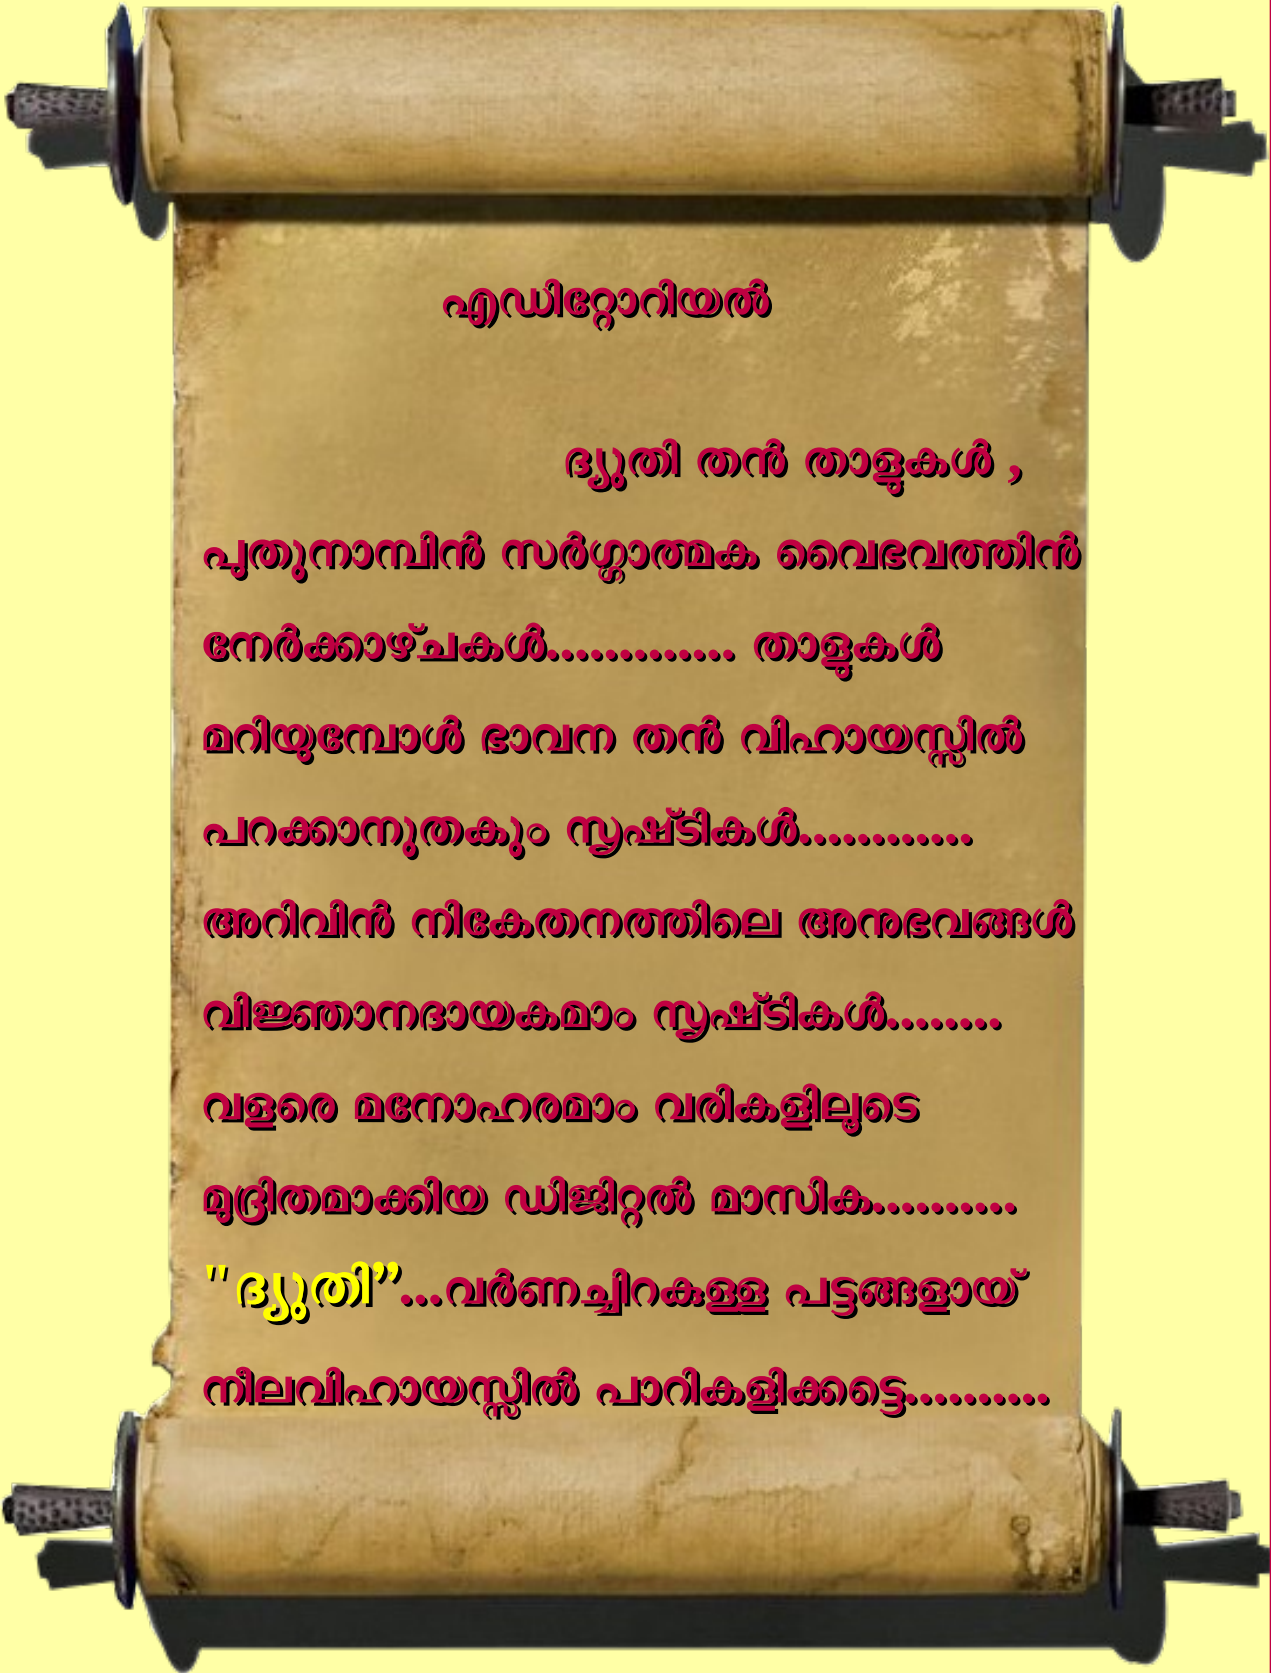 എഡിറ്റോറിയൽ
ദ്യുതി തൻ താളുകൾ ,
പുതുനാമ്പിൻ സർഗ്ഗാത്മക വൈഭവത്തിൻ
നേർക്കാഴ്ചകൾ............. താളുകൾ
മറിയുമ്പോൾ ഭാവന തൻ വിഹായസ്സിൽ
പറക്കാനുതകും സൃഷ്ടികൾ............
അറിവിൻ നികേതനത്തിലെ അനുഭവങ്ങൾ
വിജ്ഞാനദായകമാം സൃഷ്ടികൾ........
വളരെ മനോഹരമാം വരികളിലൂടെ
മുദ്രിതമാക്കിയ ഡിജിറ്റൽ മാസിക..........
"ദ്യുതി”...വർണച്ചിറകുള്ള പട്ടങ്ങളായ്
നീലവിഹായസ്സിൽ പാറികളിക്കട്ടെ..........